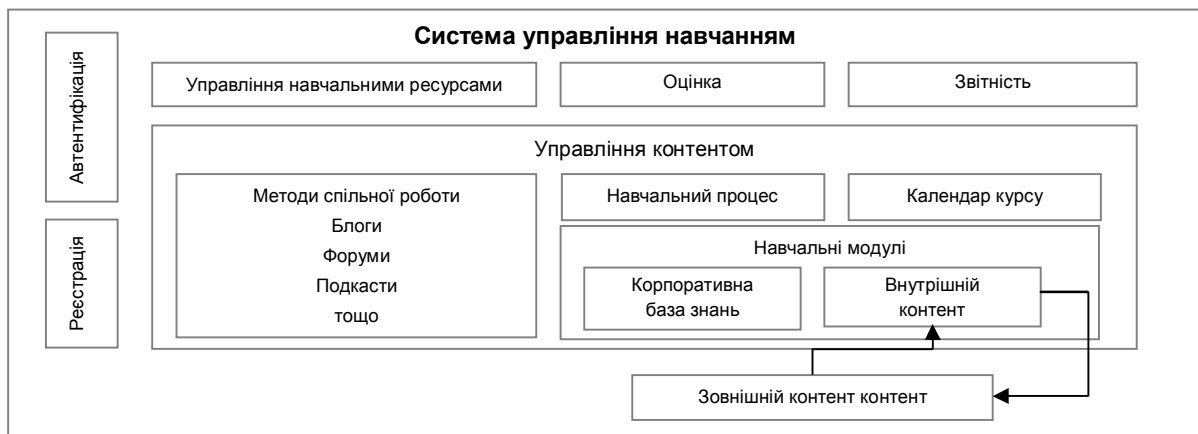 Система управління навчанням
Автентифікація
Реєстрація
Управління навчальними ресурсами
Оцінка
Звітність
Управління контентом
Методи спільної роботи
Блоги
Форуми
Подкасти
тощо
Навчальний процес
Календар курсу
Навчальні модулі
Корпоративна
база знань
Внутрішній
контент
Зовнішній контент контент